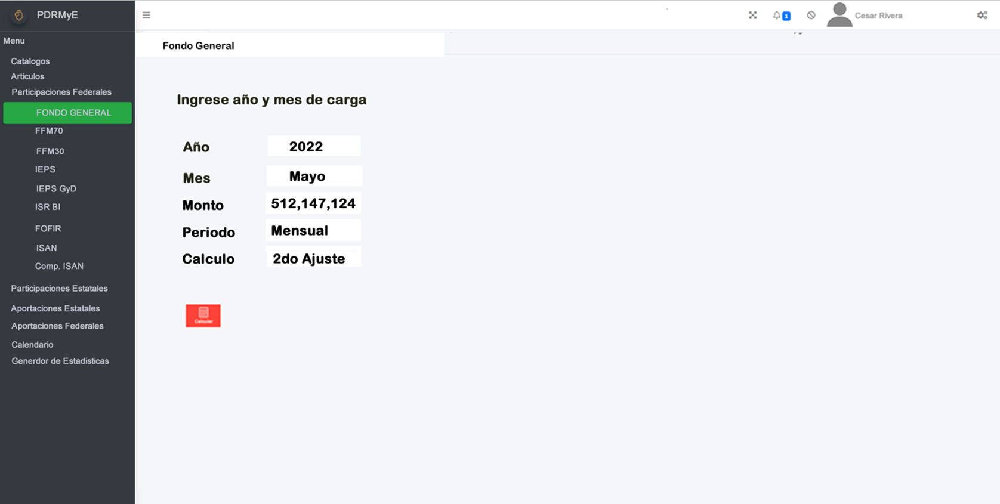 PDRMyE
1
Cesar Rivera
Menu
Catalogos
Articulos
Participaciones Federales
FONDO GENERAL
FFM70
FFM30
IEPS
IEPS GyD
ISR BI
FOFIR
ISAN
Comp. ISAN
Participaciones Estatales
Aportaciones Estatales
Aportaciones Federales
Calendario
Generdor de Estadisticas
Fondo General
Ingrese año y mes de carga
Año 2022
Mes Mayo
Monto 512,147,124
Periodo Mensual
Calculo 2do Ajuste
Calcular